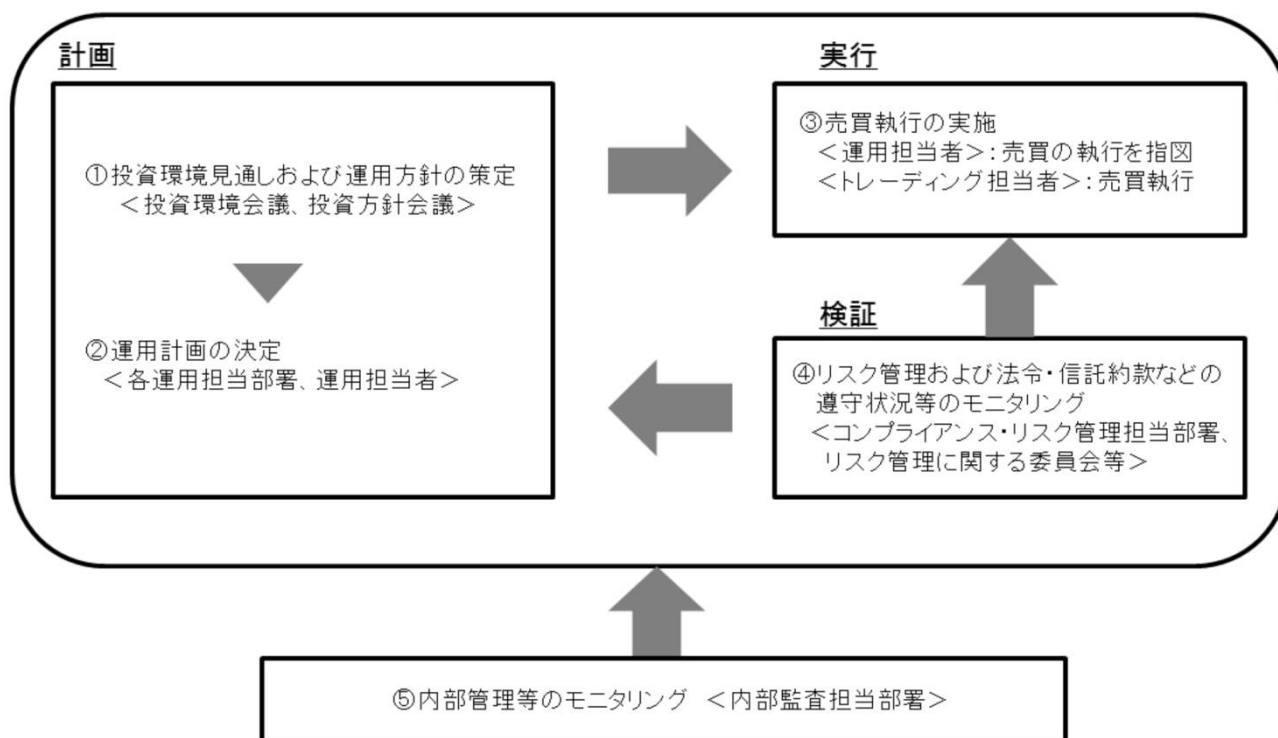 計画
①投資環境見通しおよび運用方針の策定
＜投資環境会議、投資方針会議＞
②運用計画の決定
＜各運用担当部署、運用担当者＞
実行
③売買執行の実施
＜運用担当者＞：売買の執行を指図
＜トレーディング担当者＞：売買執行
検証
④リスク管理および法令・信託約款などの
遵守状況等のモニタリング
＜コンプライアンス・リスク管理担当部署、
リスク管理に関する委員会等＞
⑤内部管理等のモニタリング ＜内部監査担当部署＞